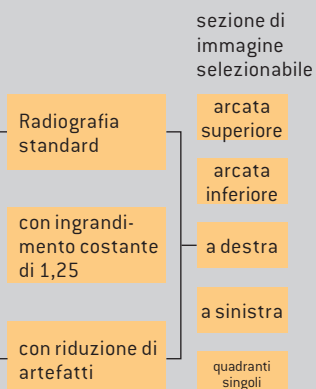 sezione di
immagine
selezionabile
Radiografia
standard
con ingrandi-
mento costante
di 1,25
con riduzione di
artefatti
arcata
superiore
arcata
inferiore
a destra
a sinistra
quadranti
singoli